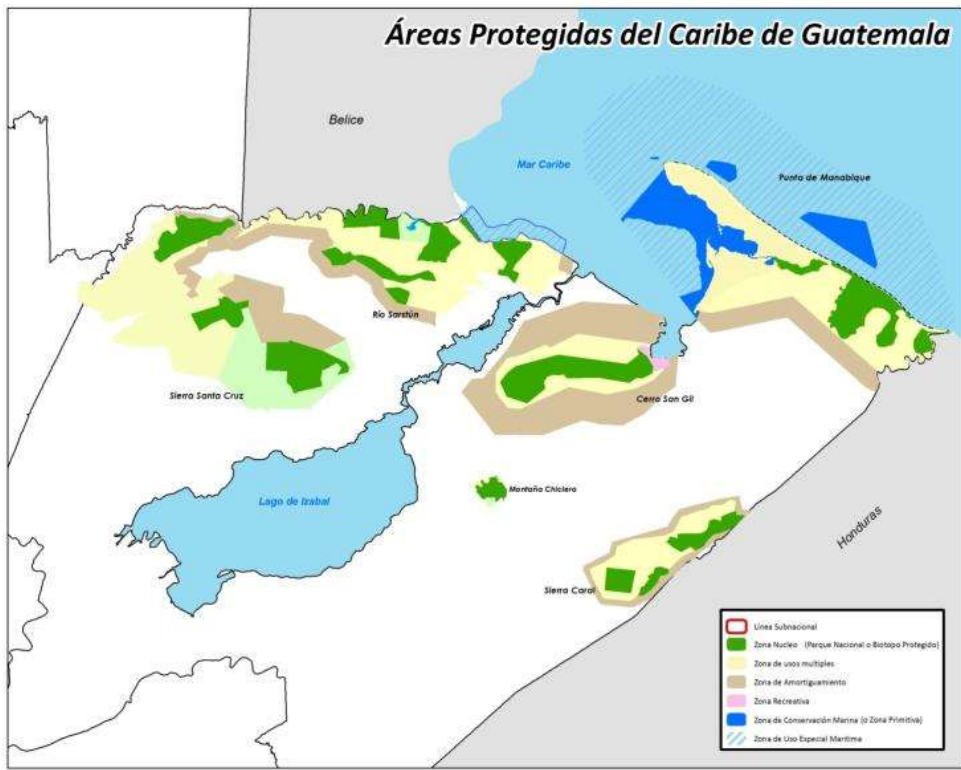 Áreas Protegidas del Caribe de Guatemala
Belice
Mar Caribe
Punta de Manabique
Río Sarstún
Sierra Santa Cruz
Cerro San Gil
Lago de Izabal
Montaña Chiclera
Honduras
Sierra Caral
Línea Subnacional
Zona Nucleo (Parque Nacional o Biotopo Protegido)
Zona de usos multiples
Zona de Amortiguamiento
Zona Recreativa
Zona de Conservación Marina (o Zona Primitiva)
Zona de Uso Especial Maritima